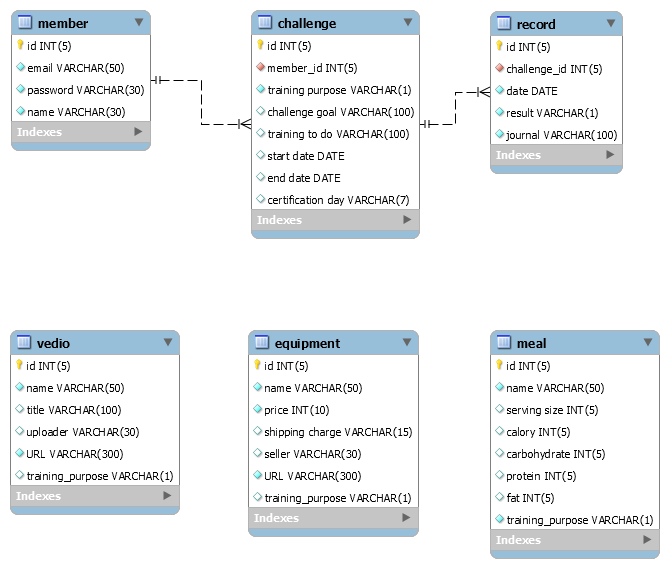 member
id INT(5)
email VARCHAR(50)
password VARCHAR(30)
name VARCHAR(30)
Indexes
challenge
id INT(5)
member_id INT(5)
training purpose VARCHAR(1)
challenge goal VARCHAR(100)
training to do VARCHAR(100)
start date DATE
end date DATE
certification day VARCHAR(7)
Indexes
record
id INT(5)
challenge_id INT(5)
date DATE
result VARCHAR(1)
journal VARCHAR(100)
Indexes
vedio
id INT(5)
name VARCHAR(50)
title VARCHAR(100)
uploader VARCHAR(30)
URL VARCHAR(300)
training_purpose VARCHAR(1)
Indexes
equipment
id INT(5)
name VARCHAR(50)
price INT(10)
shipping charge VARCHAR(15)
seller VARCHAR(30)
URL VARCHAR(300)
training_purpose VARCHAR(1)
Indexes
meal
id INT(5)
name VARCHAR(50)
serving size INT(5)
calory INT(5)
carbohydrate INT(5)
protein INT(5)
fat INT(5)
training_purpose VARCHAR(1)
Indexes